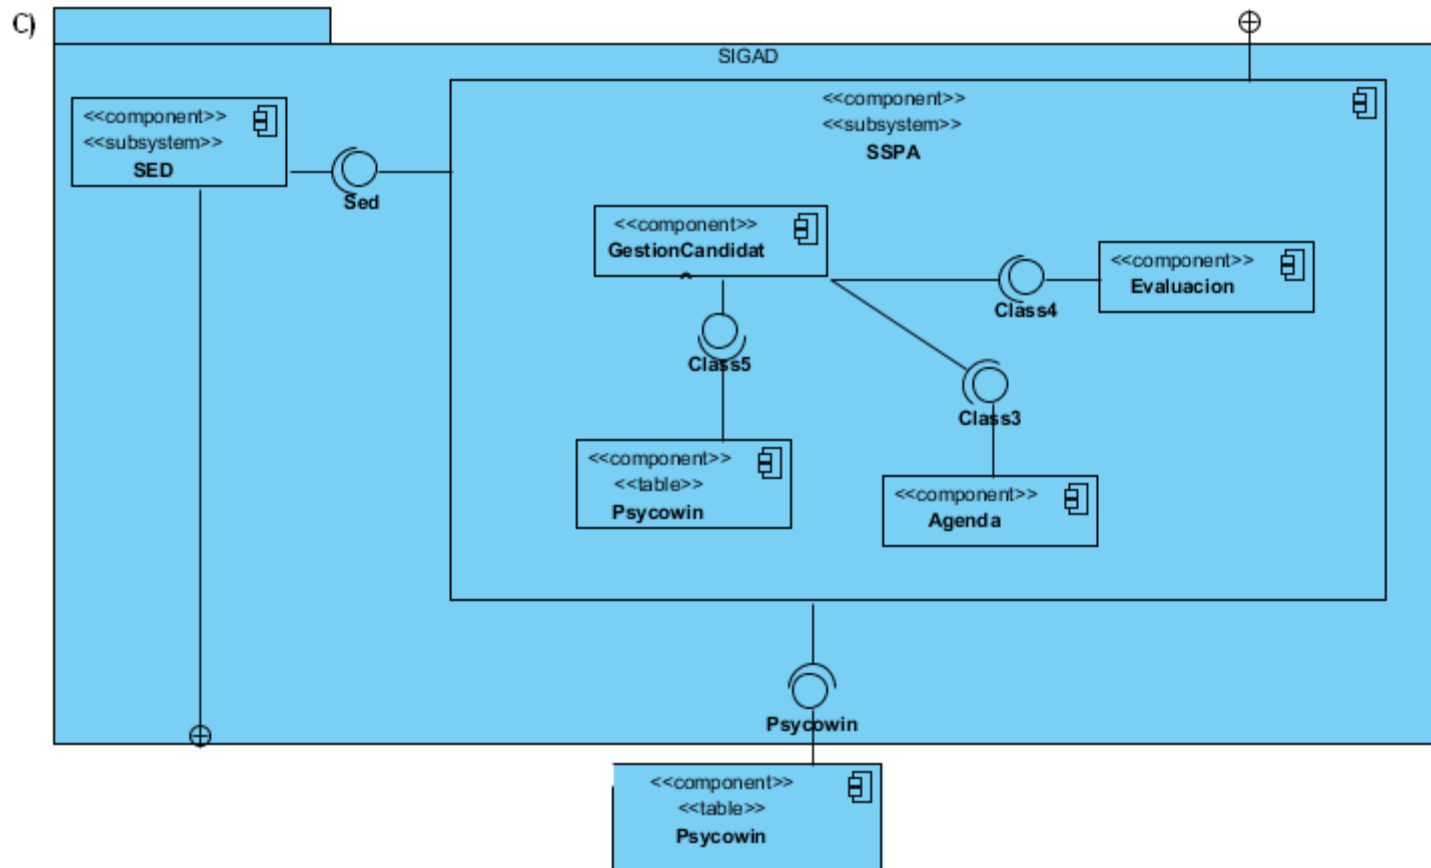 C)
SIGAD
<<component>>
<<subsystem>>
SED
Sed
<<component>>
<<subsystem>>
SSPA
<<component>>
GestionCandidat
<<component>>
Evaluacion
Class4
Class5
Class3
<<component>>
<<table>>
Psycowin
<<component>>
Agenda
Psycowin
<<component>>
<<table>>
Psycowin